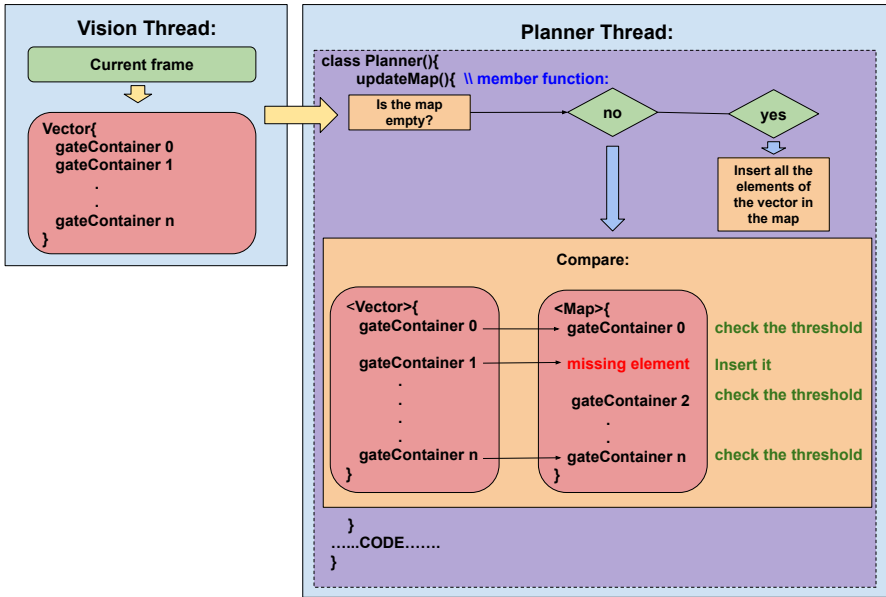 Vision Thread:
Current frame
Vector{
gateContainer 0
gateContainer 1
.
.
gateContainer n
}
Planner Thread:
class Planner(){
updateMap(){ \\ member function:
Is the map
empty?
no
yes
Insert all the
elements of
the vector in
the map
Compare:
<Vector>{
gateContainer 0
gateContainer 1
.
.
.
.
gateContainer n
}
<Map>{
gateContainer 0
missing element
gateContainer 2
.
.
gateContainer n
}
check the threshold
Insert it
check the threshold
check the threshold
}
…...CODE…….
}